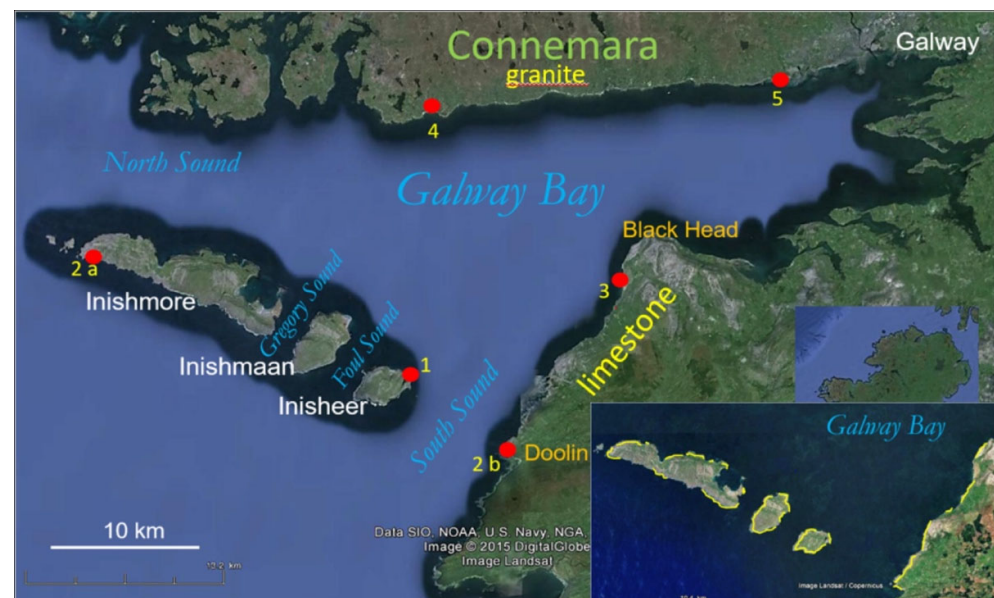 Connemara
granite
Galway
5
4
North Sound
Galway Bay
Black Head
2 a
3
Inishmore
Gregory Sound
limestone
Inishmaan
Foul Sound
1
Inisheer
South Sound
Galway Bay
2 b
Doolin
10 km
Data SIO, NOAA, U.S. Navy, NGA,
Image © 2015 DigitalGlobe
Image Landsat
Image Landsat / Copernicus